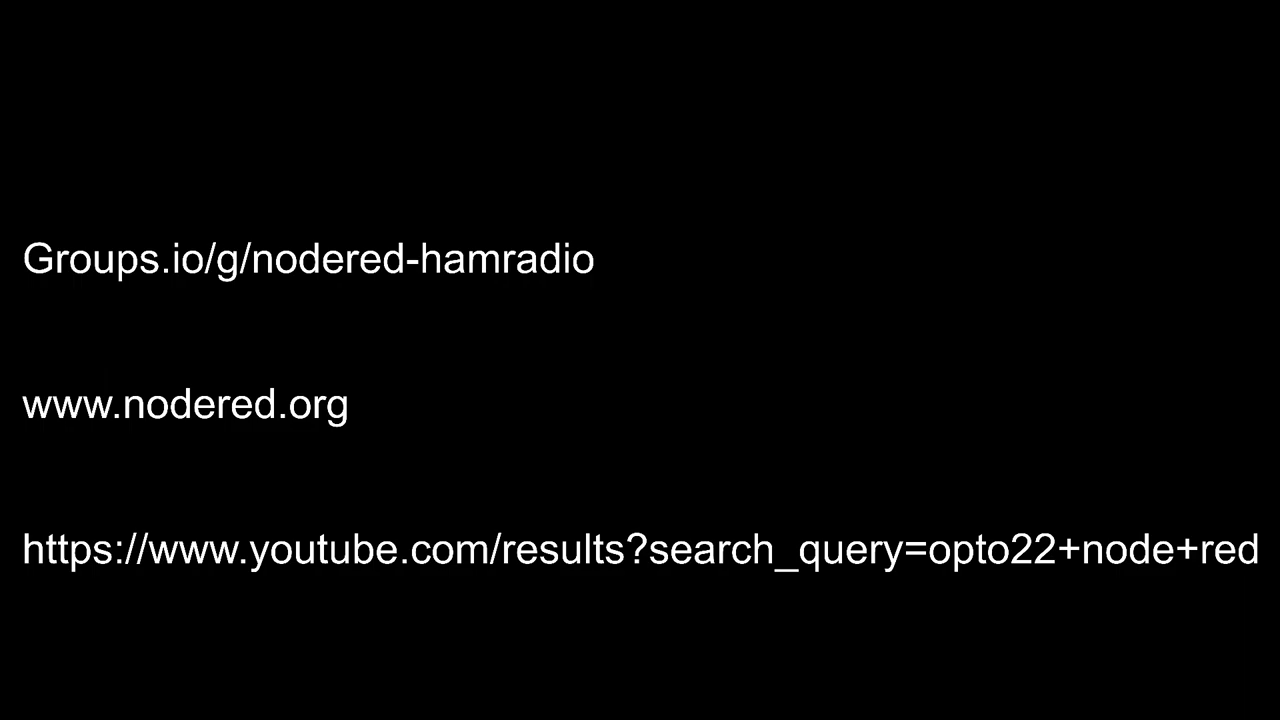 Groups.io/g/nodered-hamradio
www.nodered.org
https://www.youtube.com/results?search_query=opto22+node+red